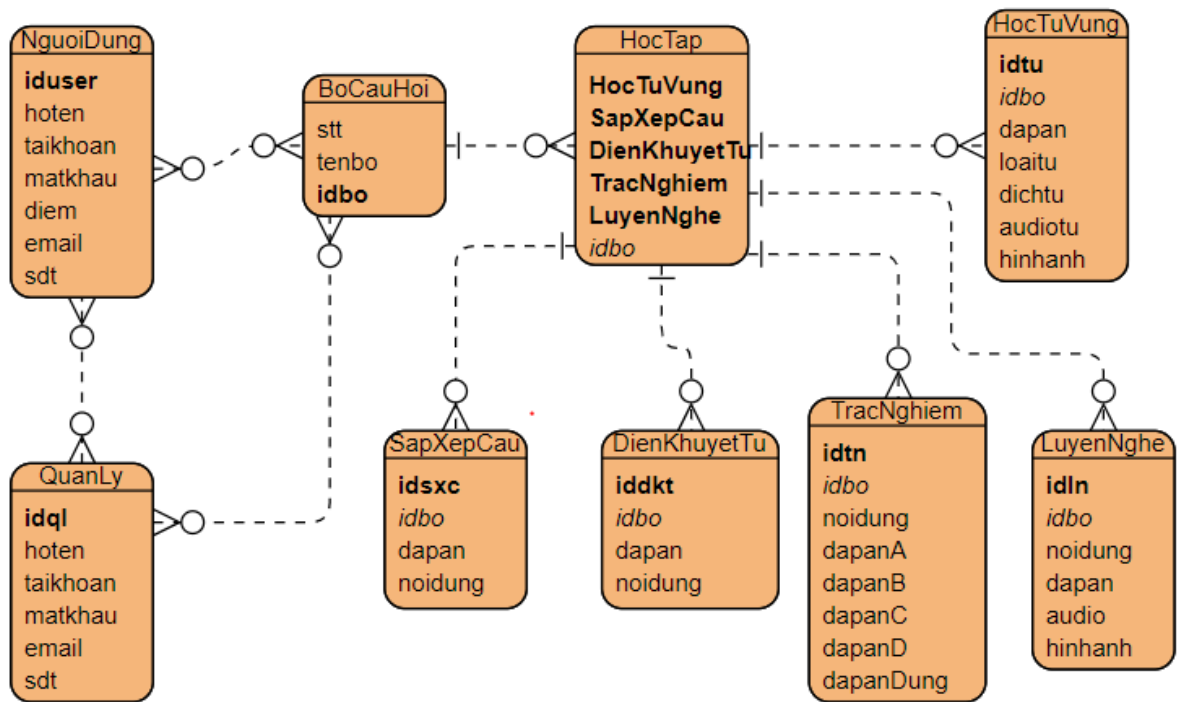 NguoiDung
iduser
hoten
taikhoan
matkhau
diem
email
sdt
BoCauHoi
stt
tenbo
idbo
HocTap
HocTuVung
SapXepCau
DienKhuyetTu
TracNghiem
LuyenNghe
idbo
HocTuVung
idtu
idbo
dapan
loaitu
dichtu
audiotu
hinhanh
QuanLy
idql
hoten
taikhoan
matkhau
email
sdt
SapXepCau
idsxc
idbo
dapan
noidung
DienKhuyetTu
iddkt
idbo
dapan
noidung
TracNghiem
idtn
idbo
noidung
dapanA
dapanB
dapanC
dapanD
dapanDung
LuyenNghe
idln
idbo
noidung
dapan
audio
hinhanh